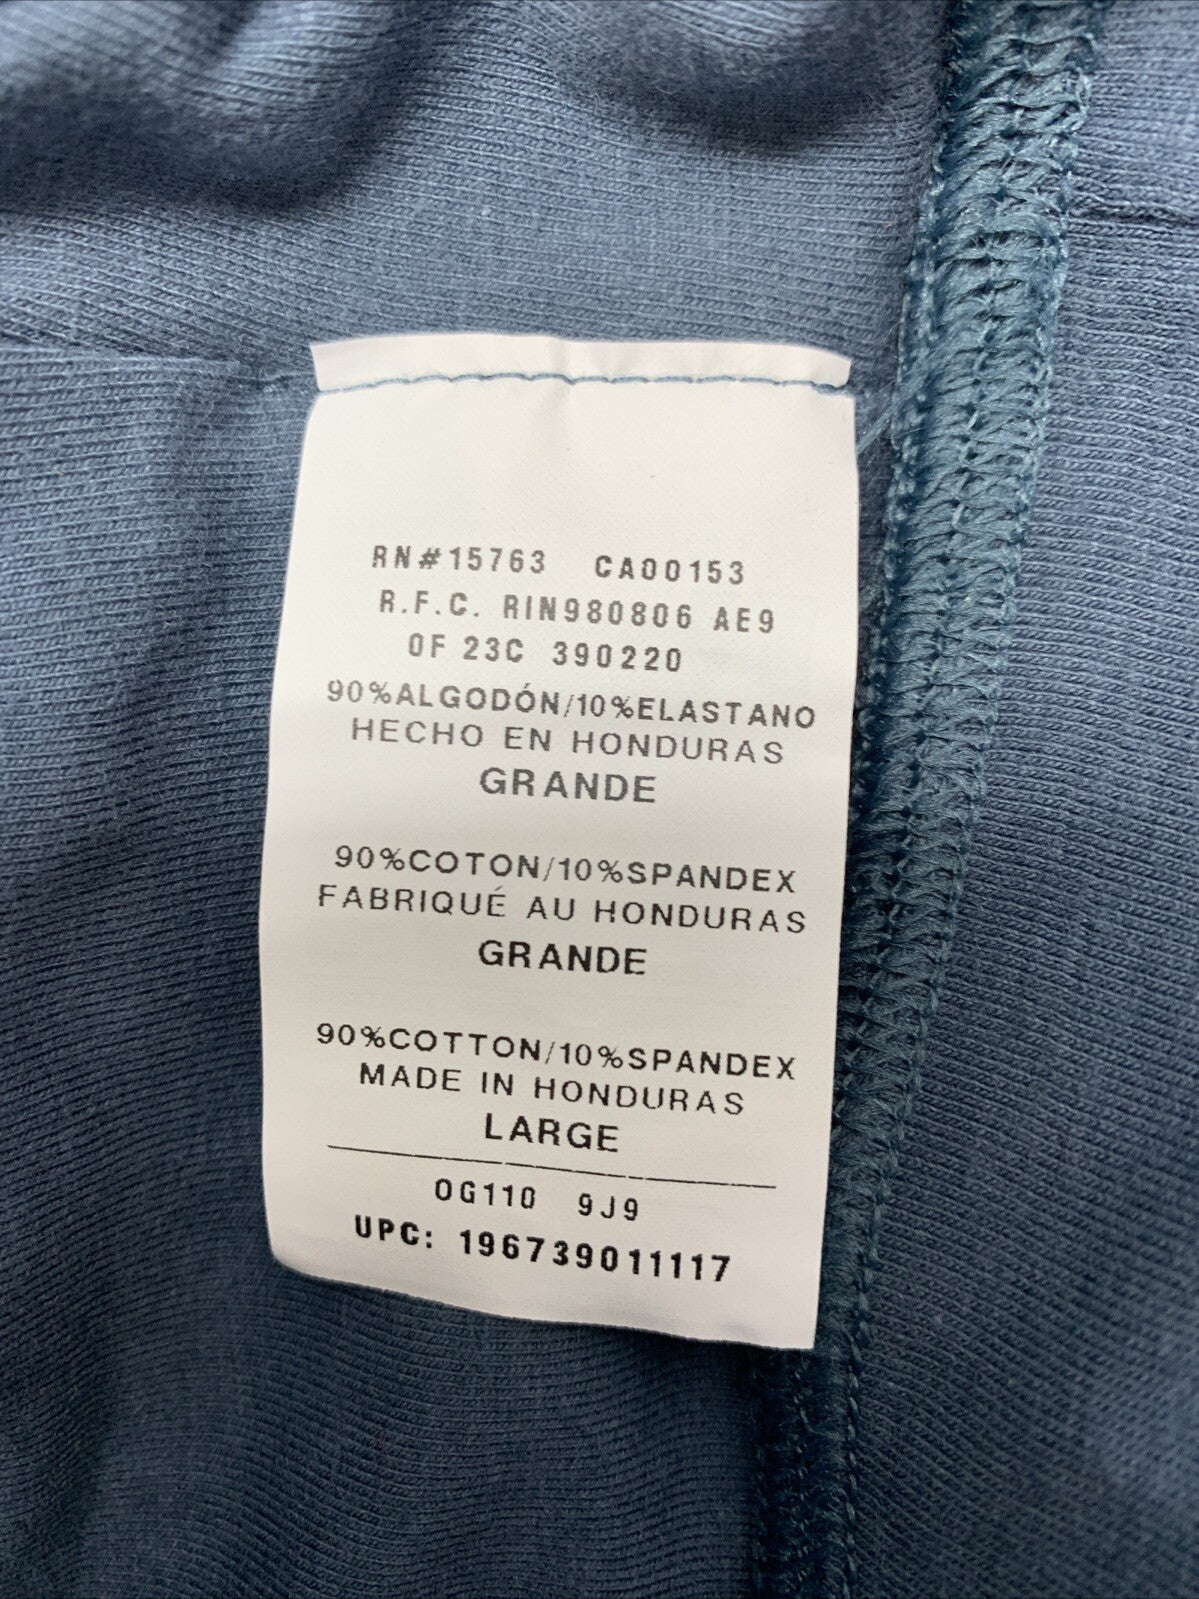 RN#15763 CA00153
R.F.C. RIN980806 AE9
0F 23C 390220
90%ALGODÓN/10%ELASTANO
HECHO EN HONDURAS
GRANDE
90%COTON/10%SPANDEX
FABRIQUÉ AU HONDURAS
GRANDE
90%COTTON/10%SPANDEX
MADE IN HONDURAS
LARGE
OG110 9J9
UPC: 196739011117